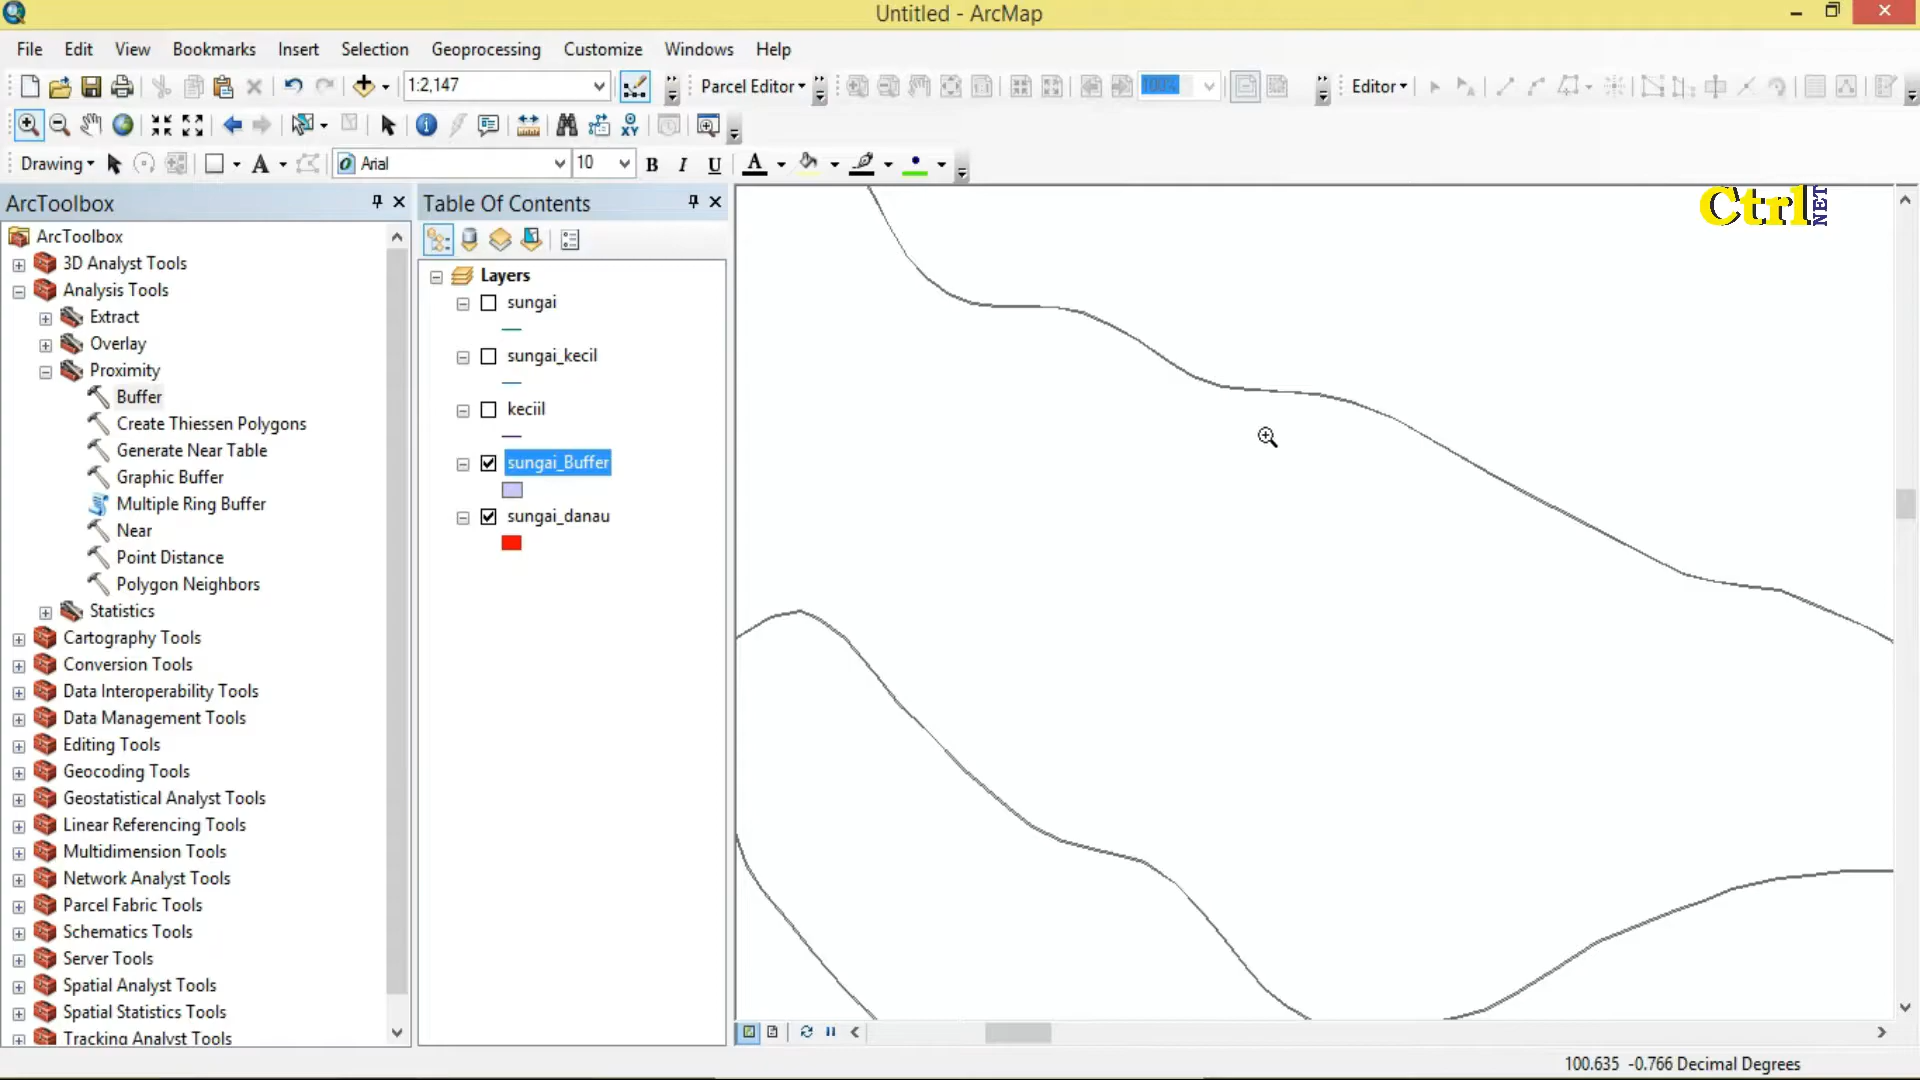 Untitled - ArcMap
File Edit View Bookmarks Insert Selection Geoprocessing Customize Windows Help
1:2,147 Parcel Editor 100% Editor
XY
Drawing A Arial 10 B I U A
ArcToolbox
ArcToolbox
3D Analyst Tools
Analysis Tools
Extract
Overlay
Proximity
Buffer
Create Thiessen Polygons
Generate Near Table
Graphic Buffer
Multiple Ring Buffer
Near
Point Distance
Polygon Neighbors
Statistics
Cartography Tools
Conversion Tools
Data Interoperability Tools
Data Management Tools
Editing Tools
Geocoding Tools
Geostatistical Analyst Tools
Linear Referencing Tools
Multidimension Tools
Network Analyst Tools
Parcel Fabric Tools
Schematics Tools
Server Tools
Spatial Analyst Tools
Spatial Statistics Tools
Tracking Analyst Tools
Table Of Contents
Layers
sungai
sungai_kecil
keciil
sungai_Buffer
sungai_danau
Ctrl NET
100.635 -0.766 Decimal Degrees